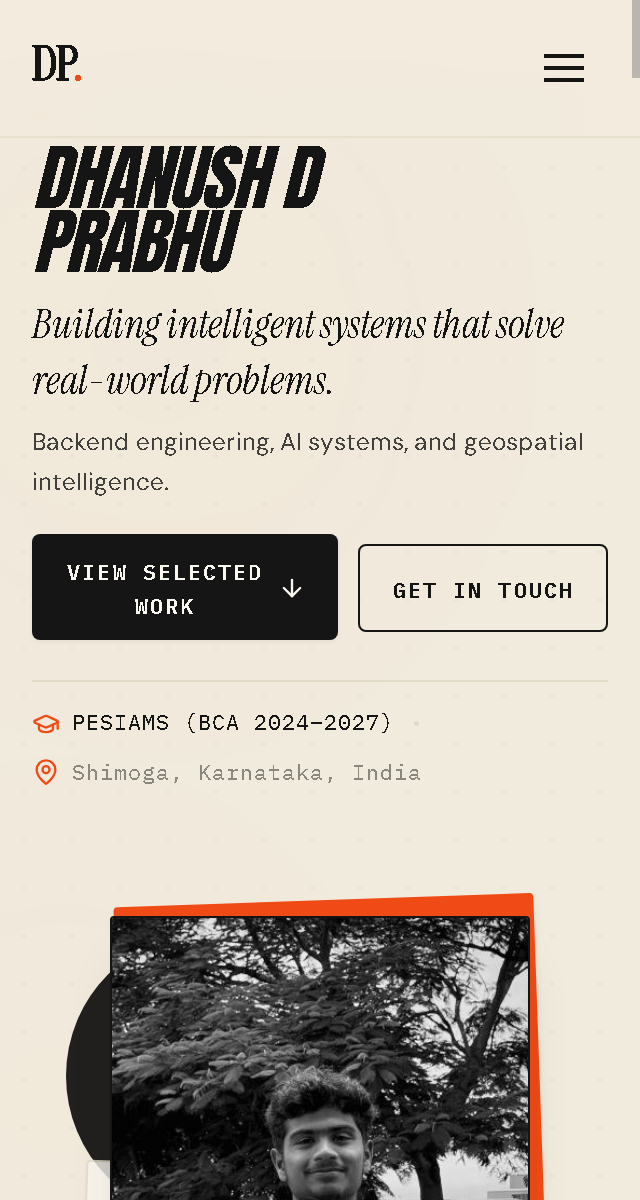 DP.
DHANUSH D
PRABHU
Building intelligent systems that solve
real-world problems.
Backend engineering, AI systems, and geospatial
intelligence.
VIEW SELECTED
WORK
GET IN TOUCH
PESIAMS (BCA 2024–2027)
Shimoga, Karnataka, India